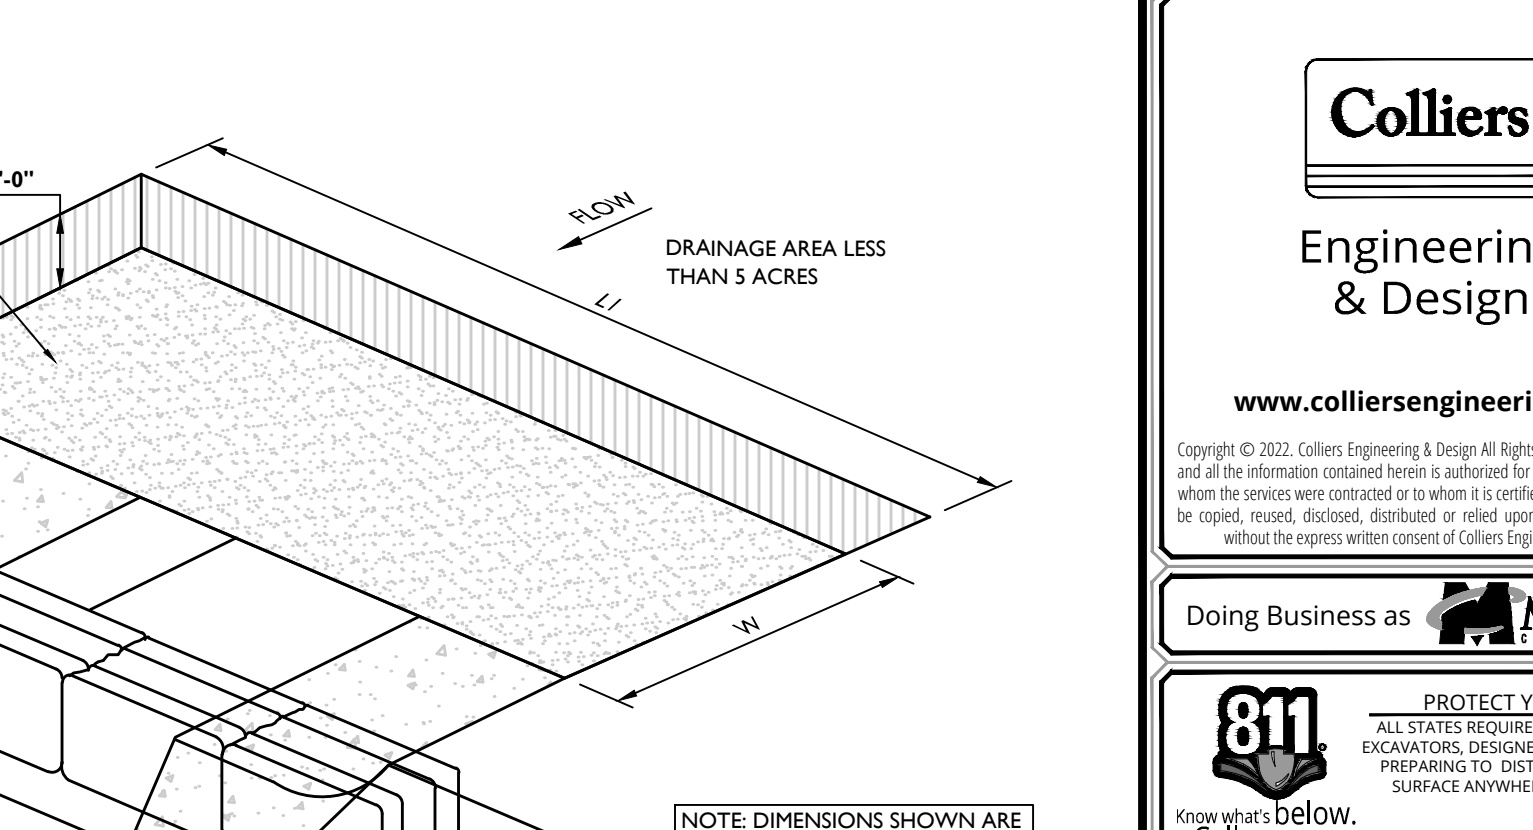 '-0"
FLOW
DRAINAGE AREA LESS
THAN 5 ACRES
L1
W
NOTE: DIMENSIONS SHOWN ARE
Colliers
Engineerin
& Design
www.colliersengineeri
Copyright © 2022. Colliers Engineering & Design All Rights
and all the information contained herein is authorized for
whom the services were contracted or to whom it is certifie
be copied, reused, disclosed, distributed or relied upon
without the express written consent of Colliers Engi
Doing Business as
811
PROTECT Y
ALL STATES REQUIRE
EXCAVATORS, DESIGNE
PREPARING TO DIST
SURFACE ANYWHE
Know what's below.